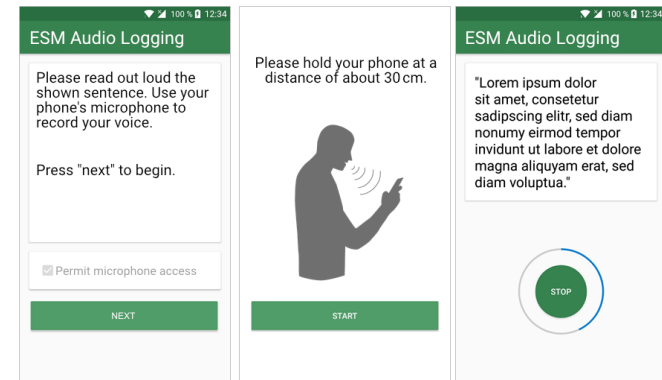 100 % 12:34
ESM Audio Logging
Please read out loud the
shown sentence. Use your
phone's microphone to
record your voice.
Press "next" to begin.
Permit microphone access
NEXT
Please hold your phone at a
distance of about 30 cm.
START
100 % 12:34
ESM Audio Logging
"Lorem ipsum dolor
sit amet, consetetur
sadipscing elitr, sed diam
nonumy eirmod tempor
invidunt ut labore et dolore
magna aliquyam erat, sed
diam voluptua."
STOP